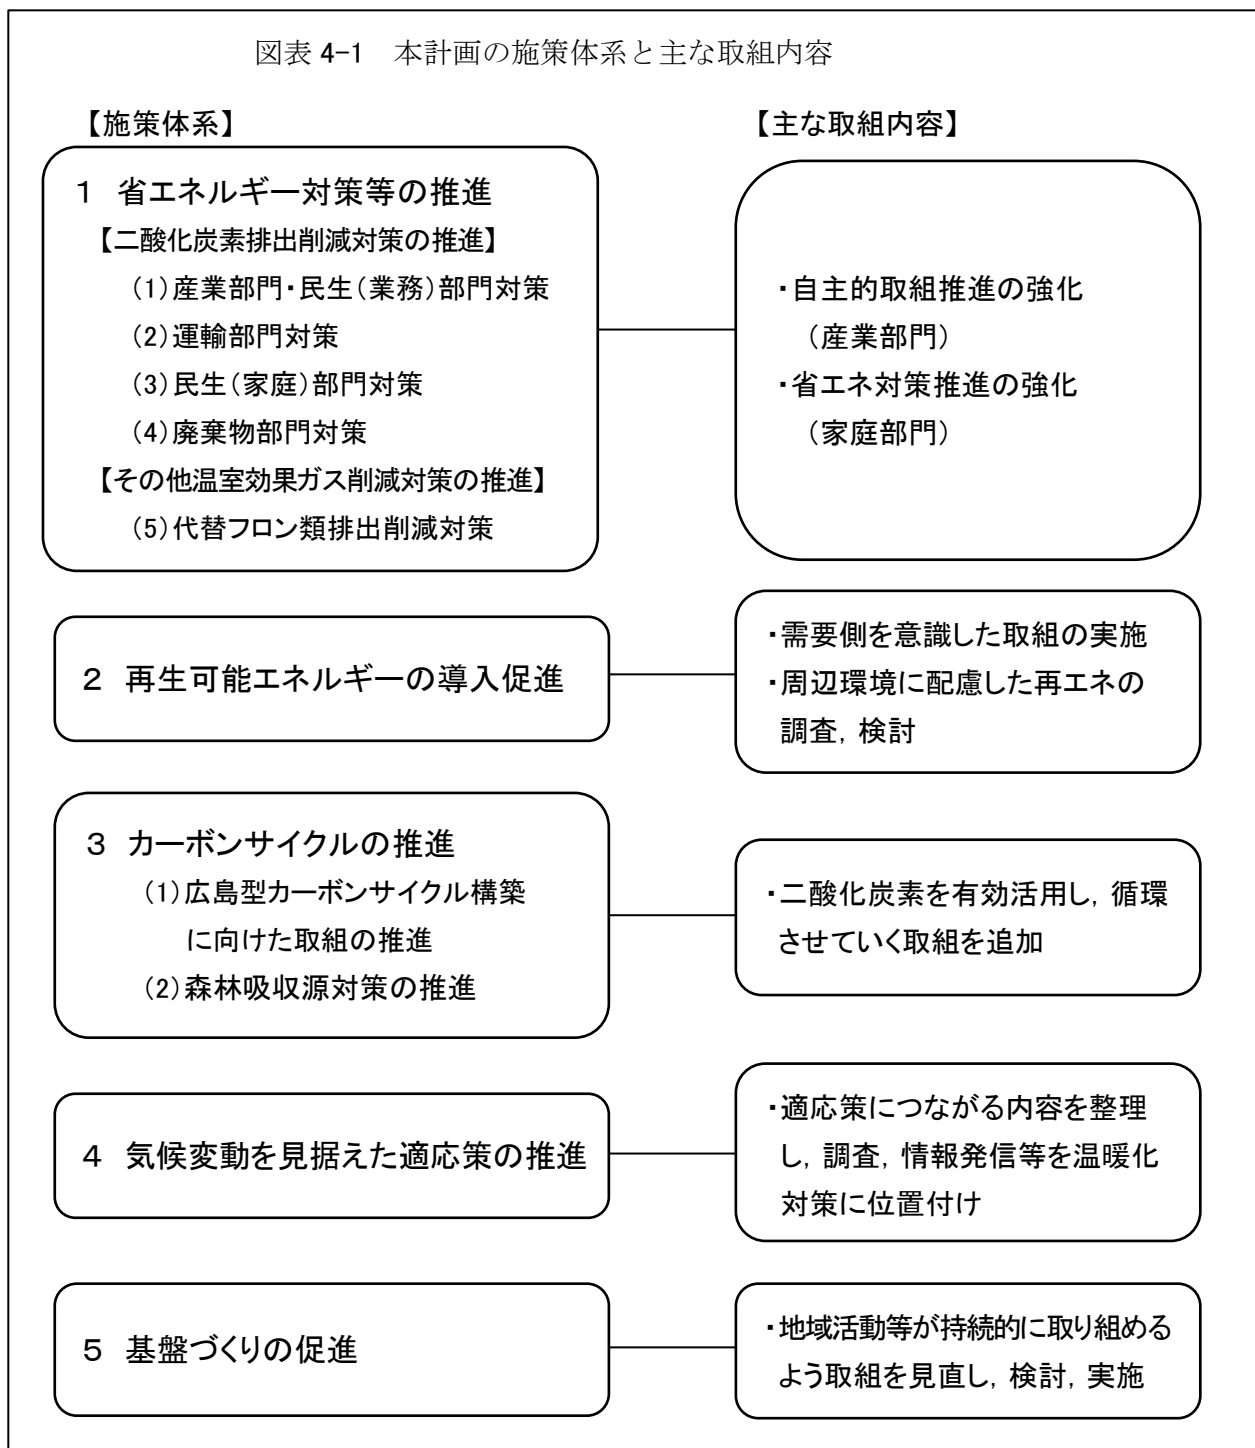 図表 4-1 本計画の施策体系と主な取組内容
【施策体系】
【主な取組内容】
１ 省エネルギー対策等の推進
【二酸化炭素排出削減対策の推進】
(1)産業部門・民生(業務)部門対策
(2)運輸部門対策
(3)民生(家庭)部門対策
(4)廃棄物部門対策
【その他温室効果ガス削減対策の推進】
(5)代替フロン類排出削減対策
・自主的取組推進の強化
(産業部門)
・省エネ対策推進の強化
(家庭部門)
２ 再生可能エネルギーの導入促進
・需要側を意識した取組の実施
・周辺環境に配慮した再エネの
調査，検討
３ カーボンサイクルの推進
(1)広島型カーボンサイクル構築
に向けた取組の推進
(2)森林吸収源対策の推進
・二酸化炭素を有効活用し，循環
させていく取組を追加
４ 気候変動を見据えた適応策の推進
・適応策につながる内容を整理
し，調査，情報発信等を温暖化
対策に位置付け
５ 基盤づくりの促進
・地域活動等が持続的に取り組める
よう取組を見直し，検討，実施